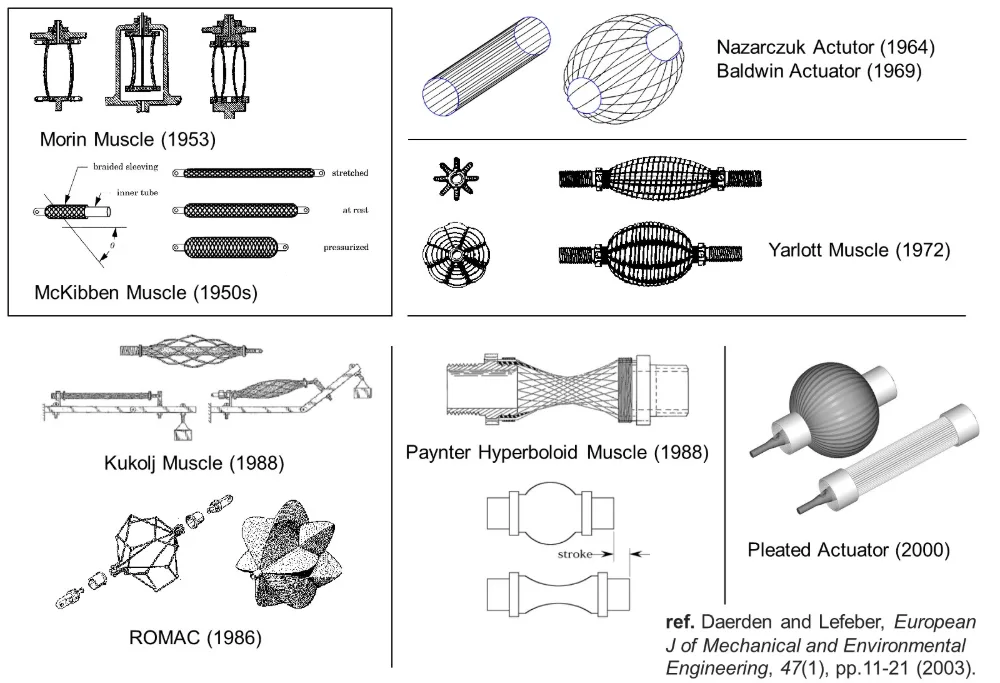 Morin Muscle (1953)
braided sleeving
inner tube
θ
stretched
at rest
pressurized
McKibben Muscle (1950s)
Nazarczuk Actutor (1964)
Baldwin Actuator (1969)
Yarlott Muscle (1972)
Kukolj Muscle (1988)
ROMAC (1986)
Paynter Hyperboloid Muscle (1988)
stroke
Pleated Actuator (2000)
ref. Daerden and Lefeber, European
J of Mechanical and Environmental
Engineering, 47(1), pp.11-21 (2003).